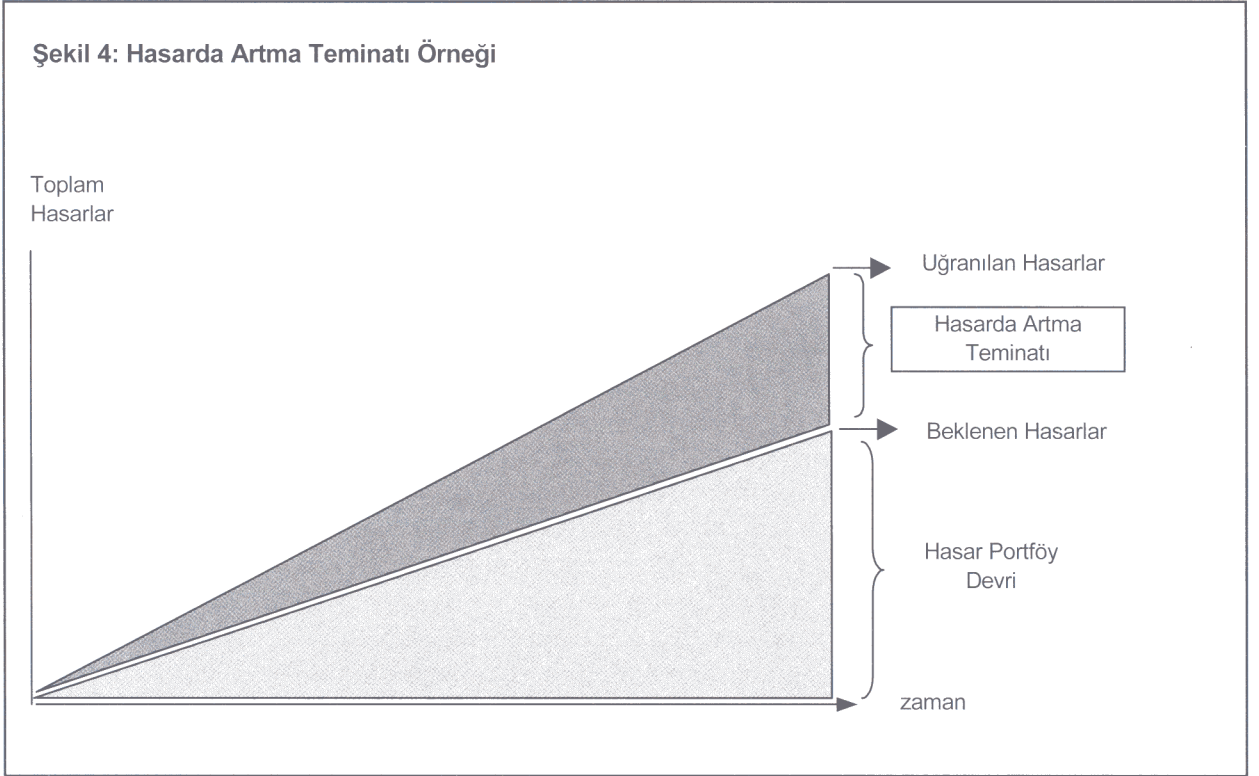 Şekil 4: Hasarda Artma Teminatı Örneği
Toplam
Hasarlar
Uğranılan Hasarlar
Hasarda Artma
Teminatı
Beklenen Hasarlar
Hasar Portföy
Devri
zaman